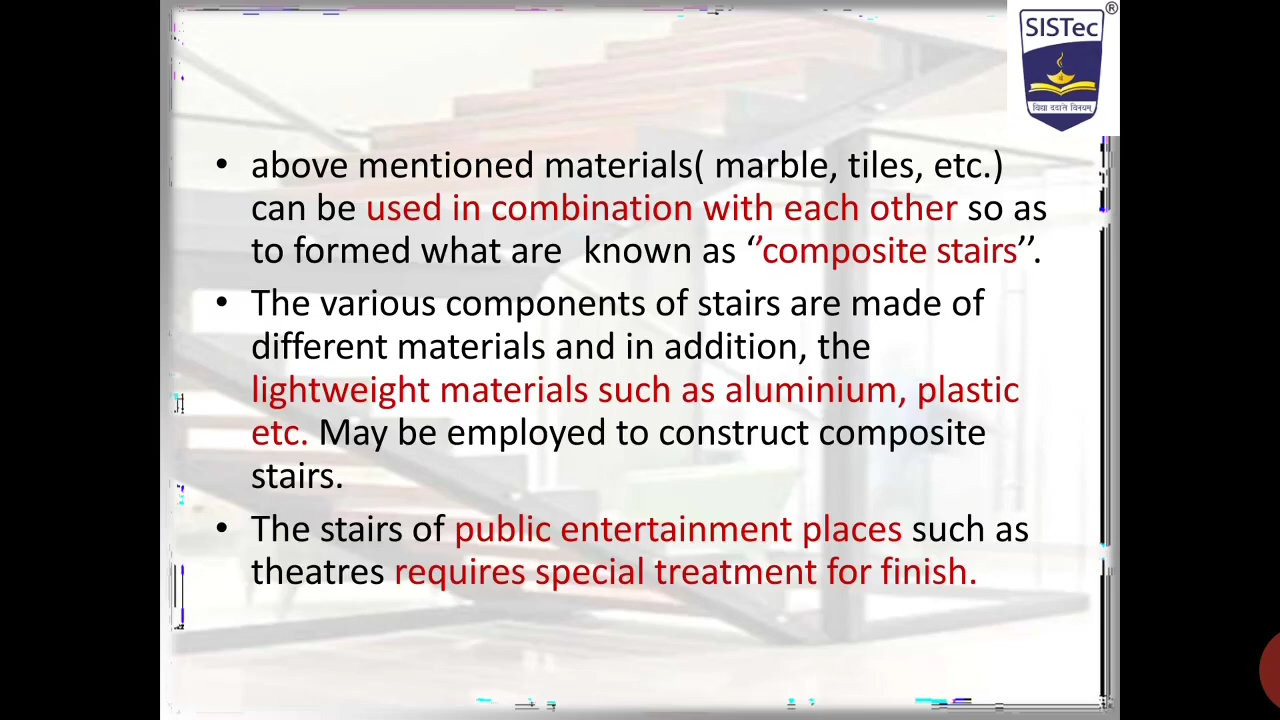 SISTec
®
विद्या ददाति विनयम्
• above mentioned materials( marble, tiles, etc.)
can be used in combination with each other so as
to formed what are  known as ‘’composite stairs’’.
• The various components of stairs are made of
different materials and in addition, the
lightweight materials such as aluminium, plastic
etc. May be employed to construct composite
stairs.
• The stairs of public entertainment places such as
theatres requires special treatment for finish.